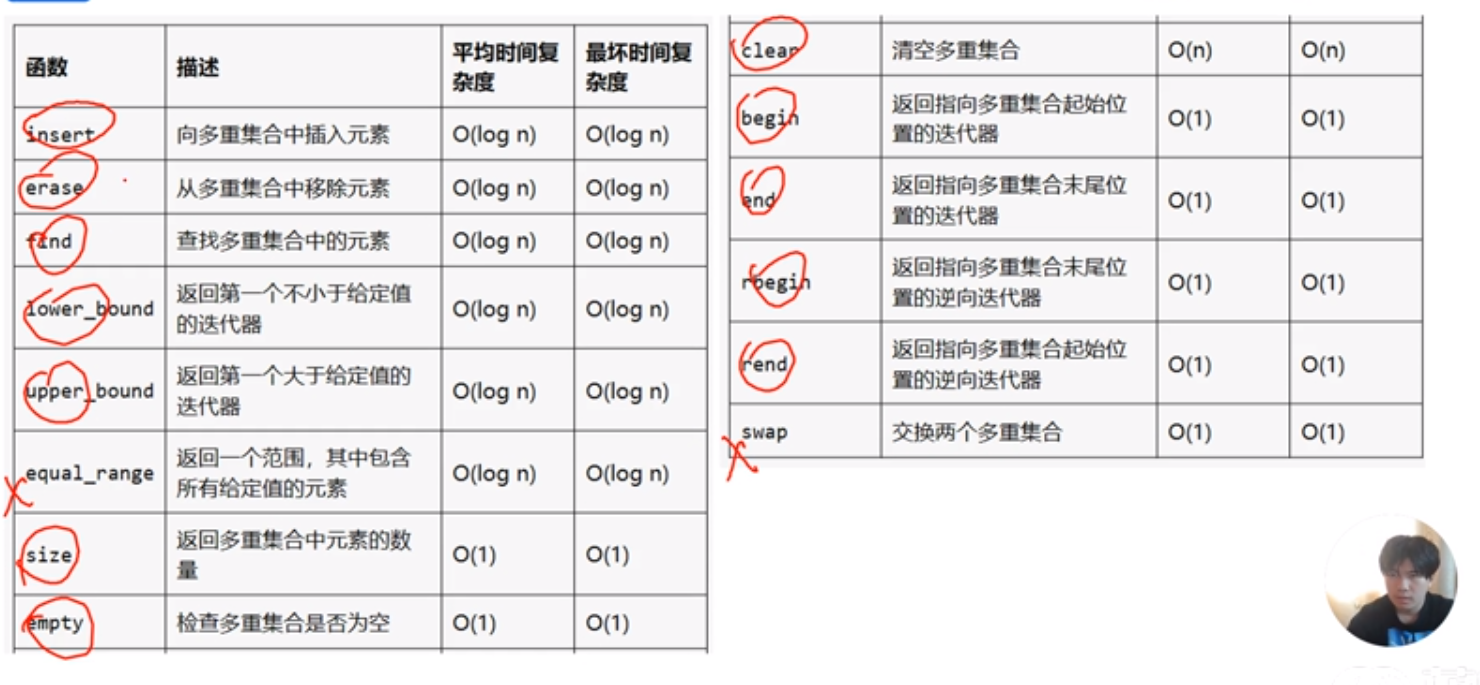 函数 描述 平均时间复 最坏时间复
杂度 杂度
insert 向多重集合中插入元素 O(log n) O(log n)
erase 从多重集合中移除元素 O(log n) O(log n)
find 查找多重集合中的元素 O(log n) O(log n)
lower_bound 返回第一个不小于给定值 O(log n) O(log n)
的迭代器
upper_bound 返回第一个大于给定值的 O(log n) O(log n)
迭代器
equal_range 返回一个范围，其中包含 O(log n) O(log n)
所有给定值的元素
size 返回多重集合中元素的数 O(1) O(1)
量
empty 检查多重集合是否为空 O(1) O(1)
clear 清空多重集合 O(n) O(n)
begin 返回指向多重集合起始位 O(1) O(1)
置的迭代器
end 返回指向多重集合末尾位 O(1) O(1)
置的迭代器
rbegin 返回指向多重集合末尾位 O(1) O(1)
置的逆向迭代器
rend 返回指向多重集合起始位 O(1) O(1)
置的逆向迭代器
swap 交换两个多重集合 O(1) O(1)